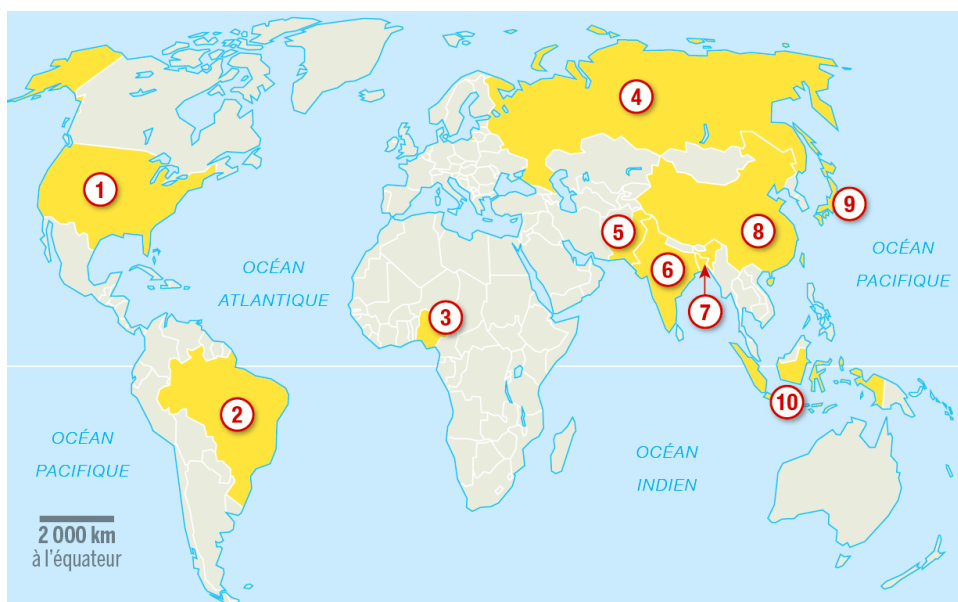 4
1
9
5
8
OCÉAN
PACIFIQUE
OCÉAN
ATLANTIQUE
6
3
7
10
2
OCÉAN
PACIFIQUE
OCÉAN
INDIEN
2 000 km
à l'équateur